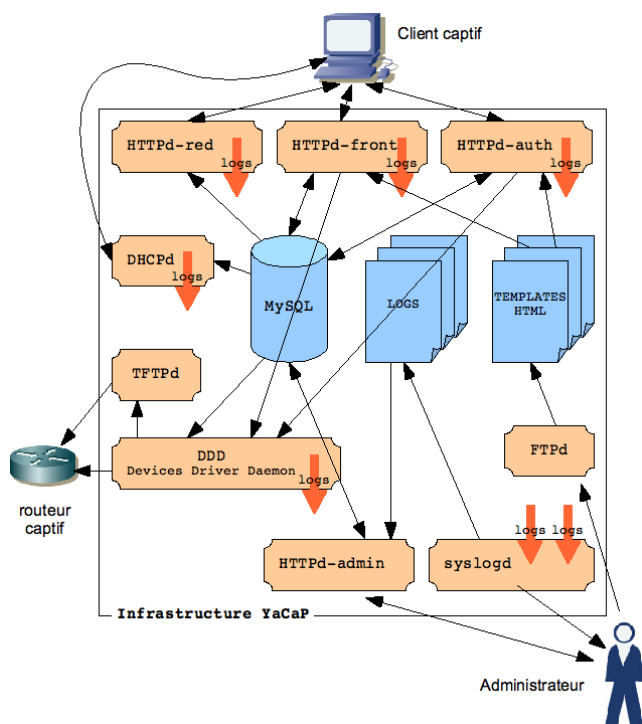 Client captif
HTTPd-red
logs
HTTPd-front
logs
HTTPd-auth
logs
DHCPd
logs
MySQL
LOGS
TEMPLATES
HTML
TFTPd
DDD
Devices Driver Daemon
logs
FTPd
routeur
captif
logs
logs
HTTPd-admin
syslogd
Infrastructure YaCaP
Administrateur